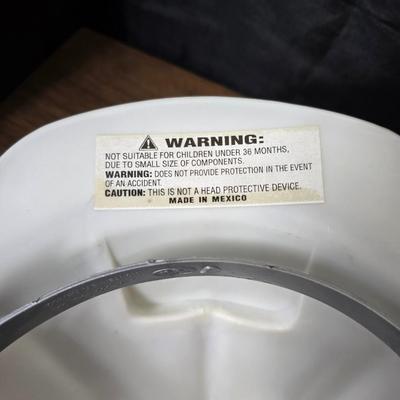 ⚠ WARNING:
NOT SUITABLE FOR CHILDREN UNDER 36 MONTHS,
DUE TO SMALL SIZE OF COMPONENTS.
WARNING: DOES NOT PROVIDE PROTECTION IN THE EVENT
OF AN ACCIDENT.
CAUTION: THIS IS NOT A HEAD PROTECTIVE DEVICE.
MADE IN MEXICO